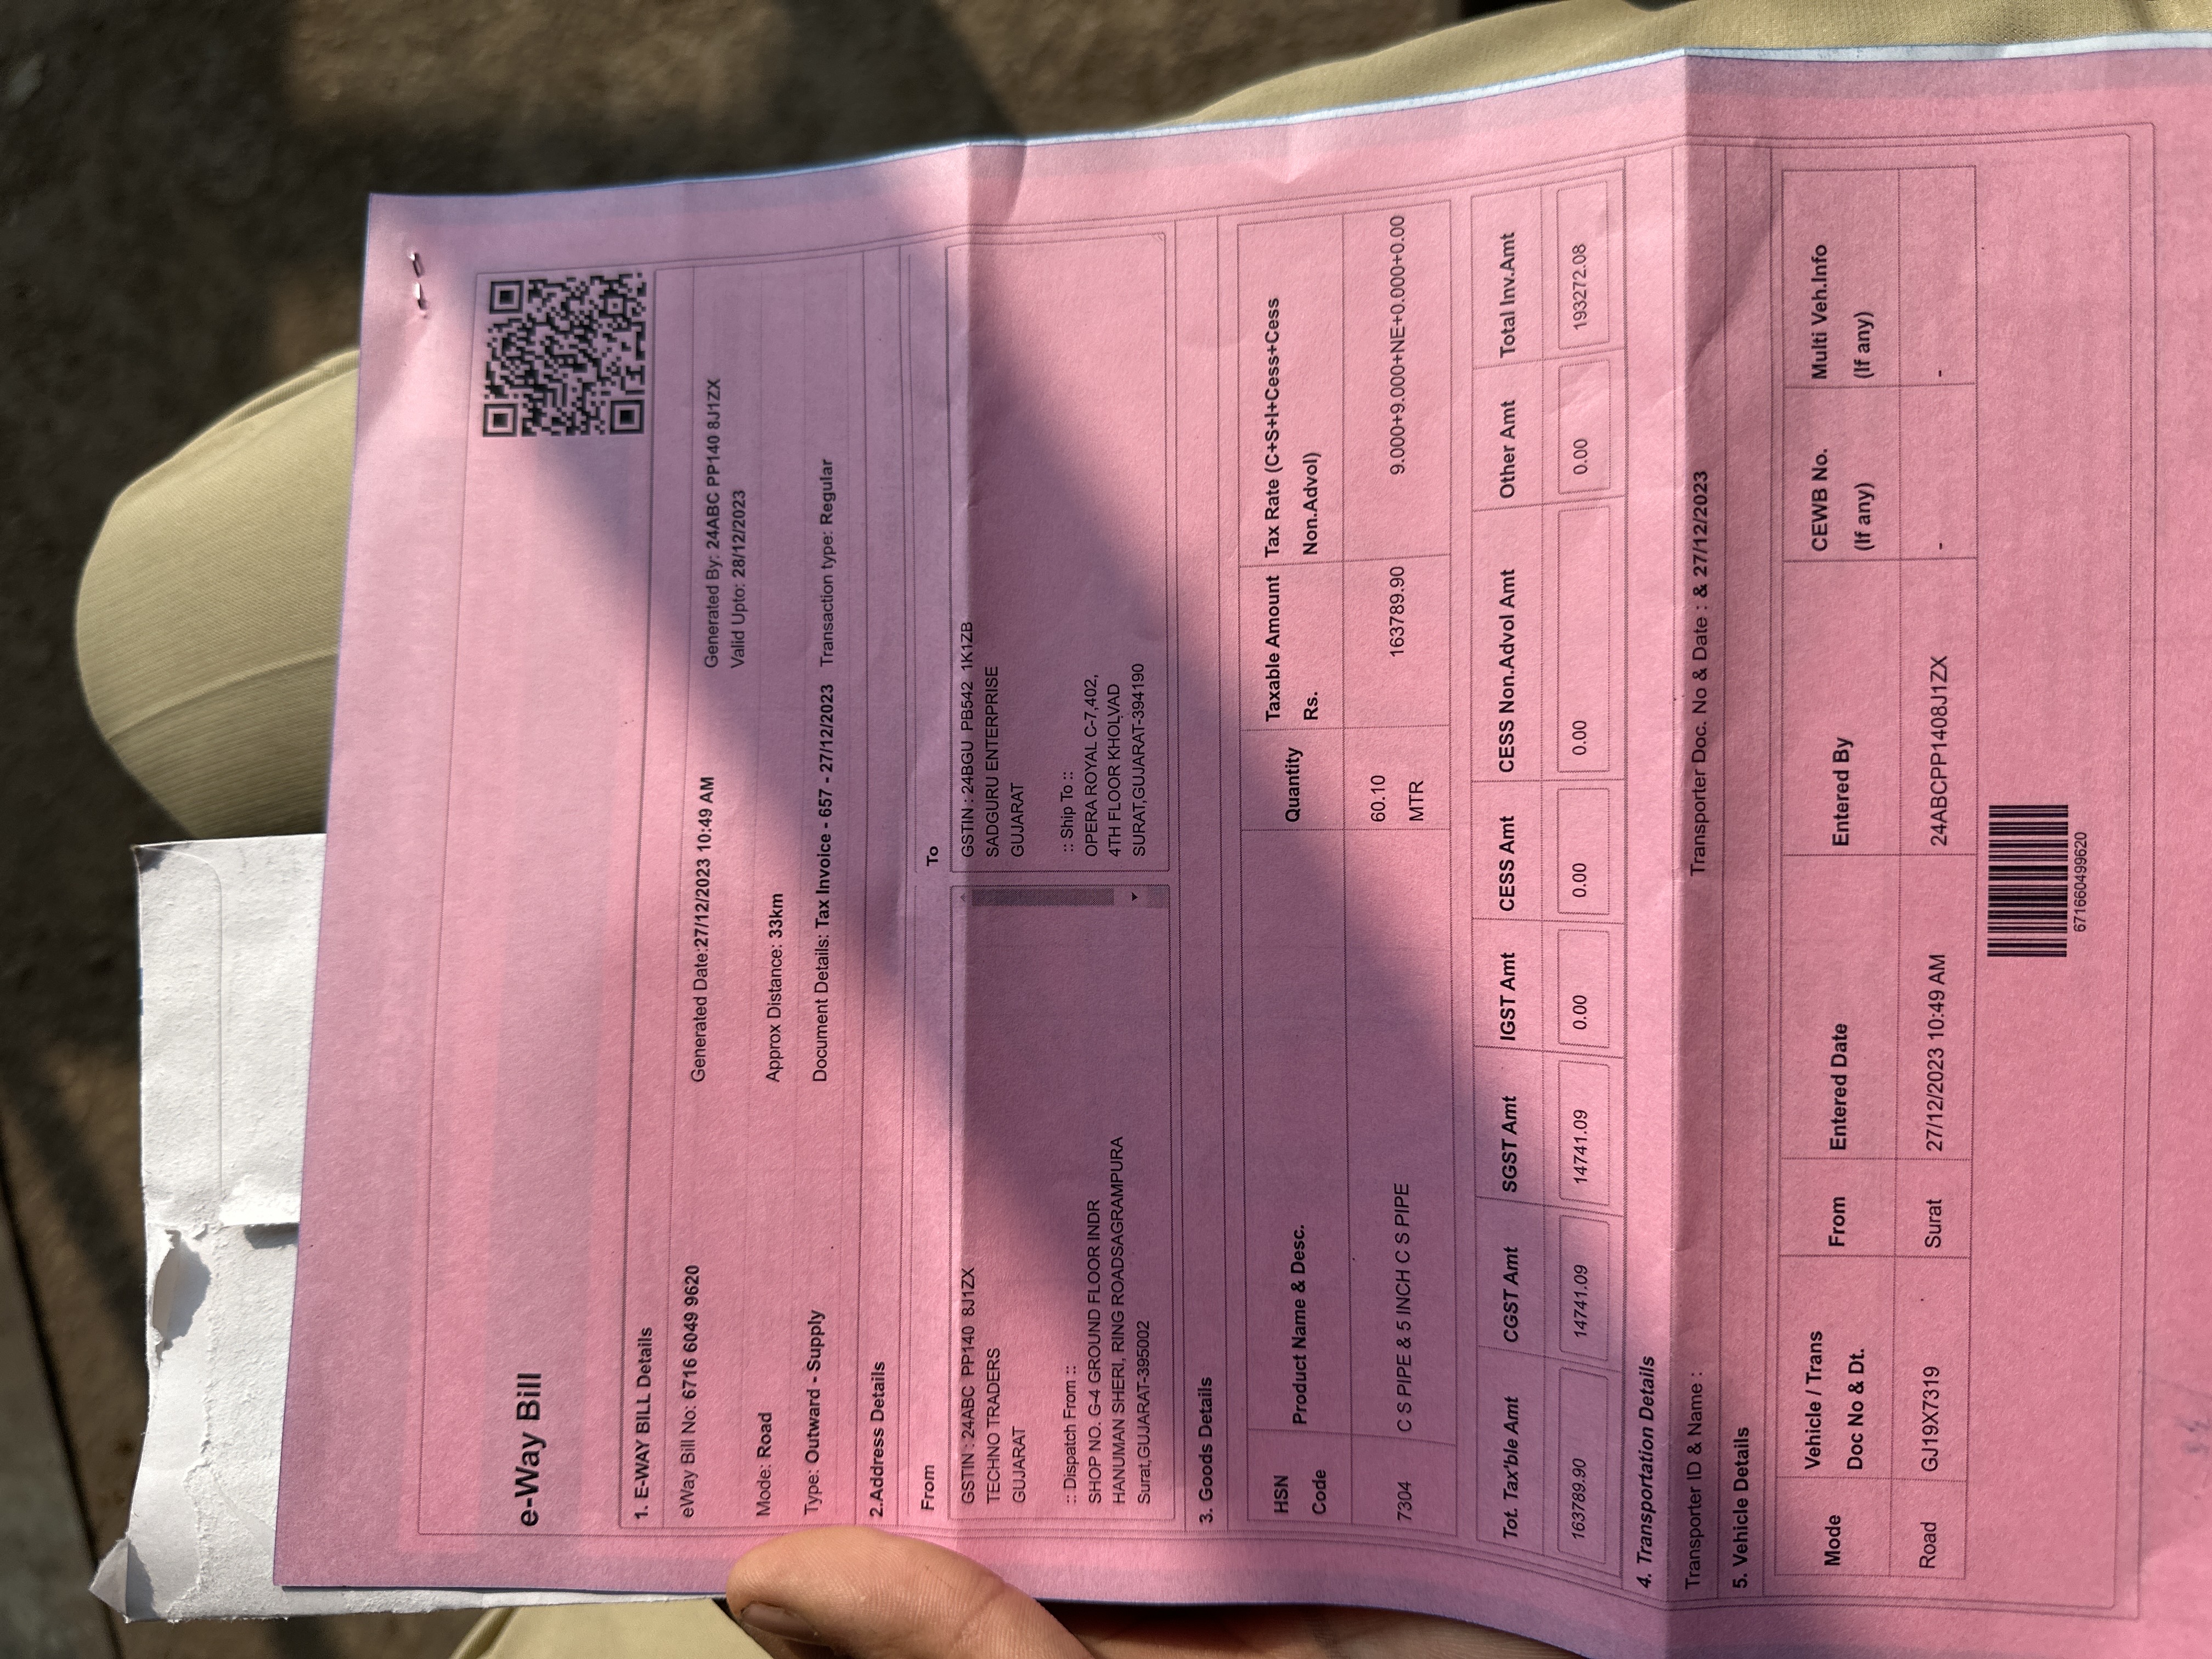 e-Way Bill
1. E-WAY BILL Details
eWay Bill No: 6716 6049 9620
Generated Date:27/12/2023 10:49 AM
Generated By: 24ABC PP140 8J1ZX
Valid Upto: 28/12/2023
Mode: Road
Approx Distance: 33km
Type: Outward - Supply
Document Details: Tax Invoice - 657 - 27/12/2023
Transaction type: Regular
2.Address Details
From
GSTIN : 24ABC PP140 8J1ZX
TECHNO TRADERS
GUJARAT
:: Dispatch From ::
SHOP NO. G-4 GROUND FLOOR INDR
HANUMAN SHERI, RING ROADSAGRAMPURA
Surat,GUJARAT-395002
To
GSTIN : 24BGU PB542 1K1ZB
SADGURU ENTERPRISE
GUJARAT
:: Ship To ::
OPERA ROYAL C-7,402,
4TH FLOOR KHOLVAD
SURAT,GUJARAT-394190
3. Goods Details
HSN Code
Product Name & Desc.
Quantity
Taxable Amount Rs.
Tax Rate (C+S+I+Cess+Cess Non.Advol)
7304
C S PIPE & 5 INCH C S PIPE
60.10 MTR
163789.90
9.000+9.000+NE+0.000+0.00
Tot. Tax'ble Amt
CGST Amt
SGST Amt
IGST Amt
CESS Amt
CESS Non.Advol Amt
Other Amt
Total Inv.Amt
163789.90
14741.09
14741.09
0.00
0.00
0.00
0.00
193272.08
4. Transportation Details
Transporter ID & Name :
Transporter Doc. No & Date : & 27/12/2023
5. Vehicle Details
Mode
Vehicle / Trans Doc No & Dt.
From
Entered Date
Entered By
CEWB No. (If any)
Multi Veh.Info (If any)
Road
GJ19X7319
Surat
27/12/2023 10:49 AM
24ABCPP1408J1ZX
-
-
671660499620